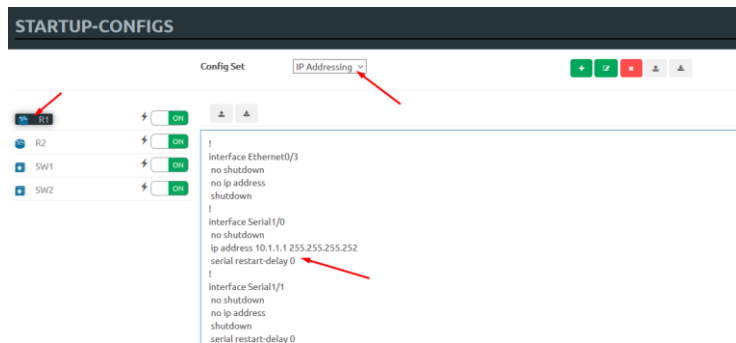 STARTUP-CONFIGS
Config Set IP Addressing
R1 ON
R2 ON
SW1 ON
SW2 ON
!
interface Ethernet0/3
no shutdown
no ip address
shutdown
!
interface Serial1/0
no shutdown
ip address 10.1.1.1 255.255.255.252
serial restart-delay 0
!
interface Serial1/1
no shutdown
no ip address
shutdown
serial restart-delay 0